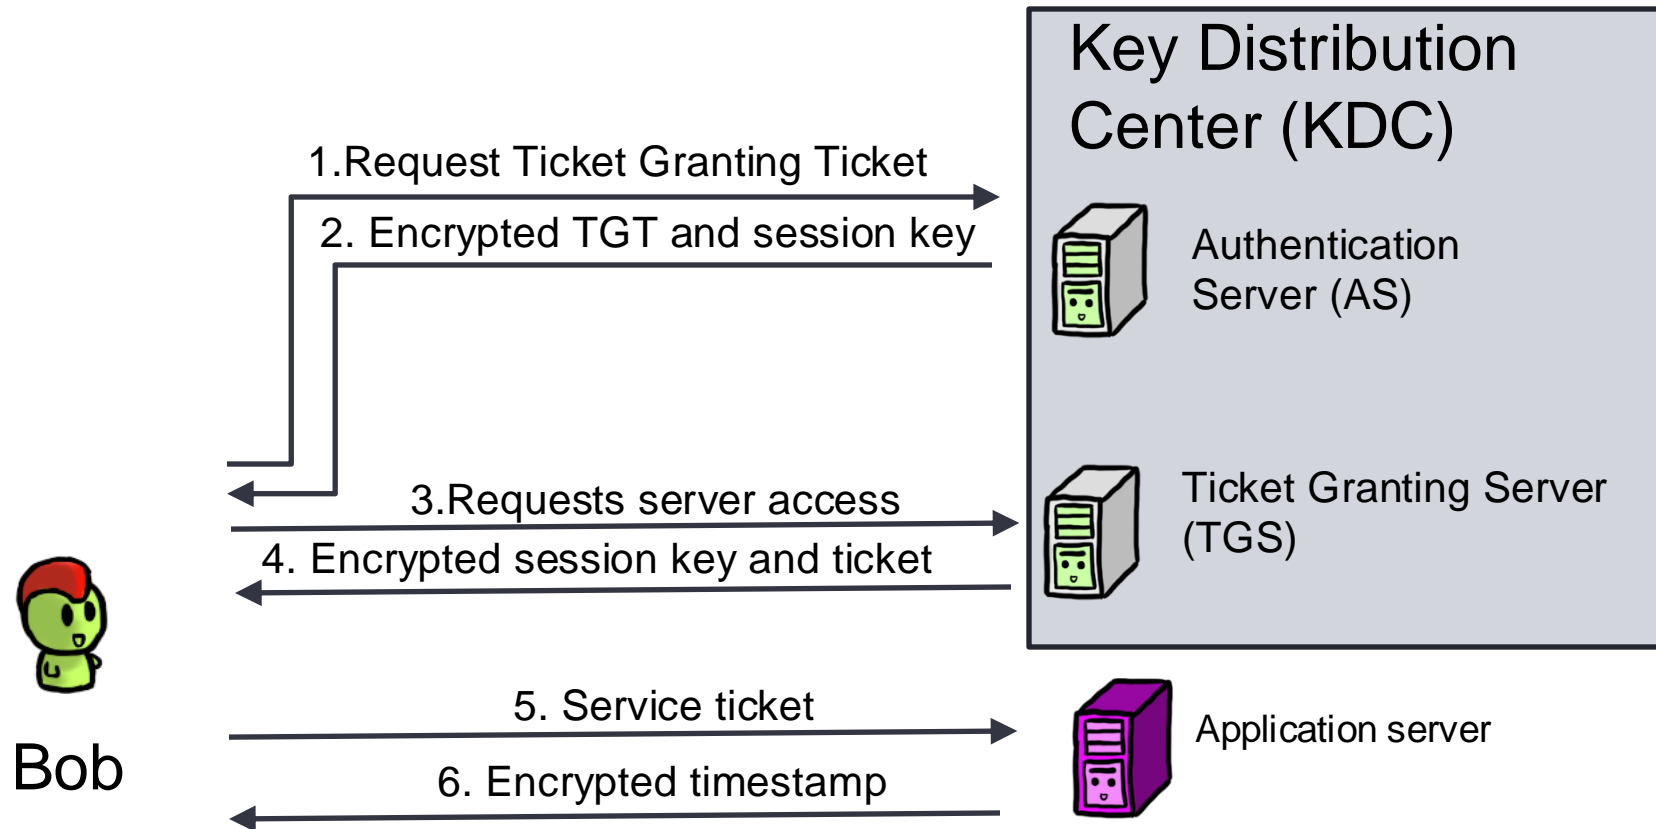 Key Distribution
Center (KDC)
1.Request Ticket Granting Ticket
2. Encrypted TGT and session key
Authentication
Server (AS)
3.Requests server access
Ticket Granting Server
(TGS)
4. Encrypted session key and ticket
5. Service ticket
Application server
Bob
6. Encrypted timestamp